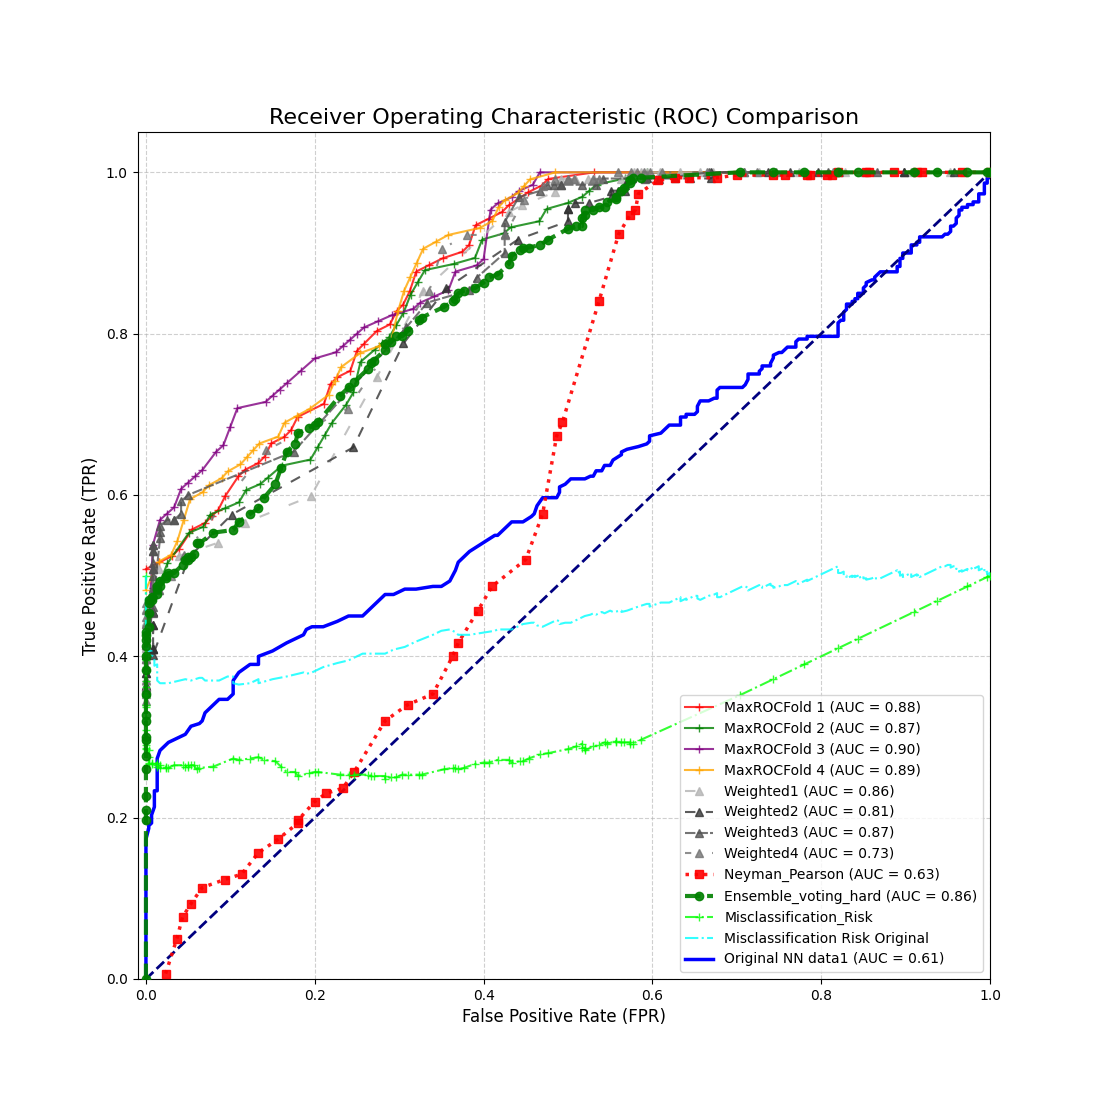 Receiver Operating Characteristic (ROC) Comparison
True Positive Rate (TPR)
1.0
0.8
0.6
0.4
0.2
0.0
MaxROCFold 1 (AUC = 0.88)
MaxROCFold 2 (AUC = 0.87)
MaxROCFold 3 (AUC = 0.90)
MaxROCFold 4 (AUC = 0.89)
Weighted1 (AUC = 0.86)
Weighted2 (AUC = 0.81)
Weighted3 (AUC = 0.87)
Weighted4 (AUC = 0.73)
Neyman_Pearson (AUC = 0.63)
Ensemble_voting_hard (AUC = 0.86)
Misclassification_Risk
Misclassification Risk Original
Original NN data1 (AUC = 0.61)
0.0 0.2 0.4 0.6 0.8 1.0
False Positive Rate (FPR)